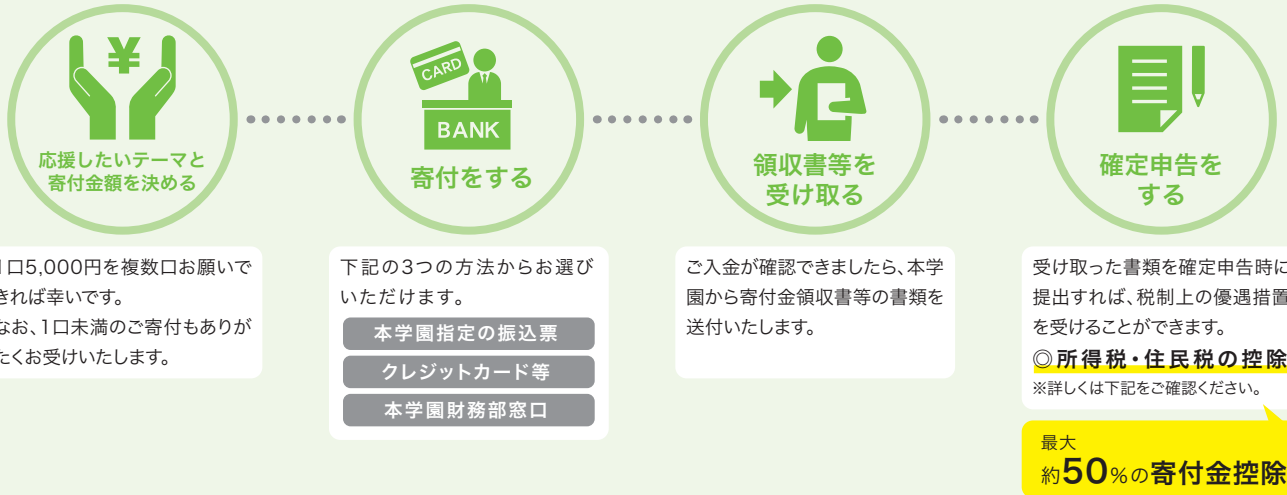 ¥
応援したいテーマと
寄付金額を決める
1口5,000円を複数口お願いで
きれば幸いです。
なお、1口未満のご寄付もありが
たくお受けいたします。
CARD
BANK
寄付をする
下記の3つの方法からお選び
いただけます。
本学園指定の振込票
クレジットカード等
本学園財務部窓口
領収書等を
受け取る
ご入金が確認できましたら、本学
園から寄付金領収書等の書類を
送付いたします。
確定申告を
する
受け取った書類を確定申告時に
提出すれば、税制上の優遇措置
を受けることができます。
◎所得税・住民税の控除
※詳しくは下記をご確認ください。
最大
約50%の寄付金控除